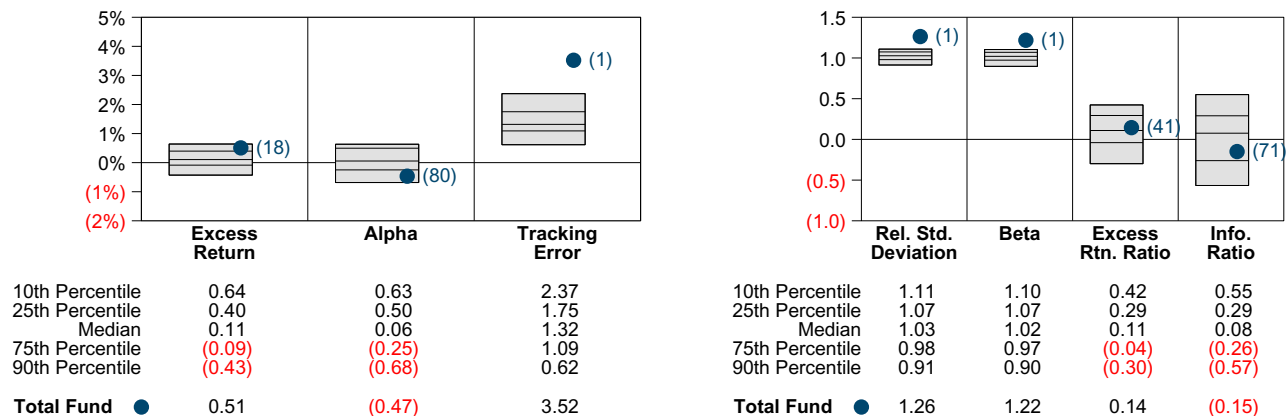 5%
4%
3%
2%
1%
0%
(1%)
(2%)
(18)
(80)
(1)
Excess
Return
Alpha
Tracking
Error
10th Percentile 0.64 0.63 2.37
25th Percentile 0.40 0.50 1.75
Median 0.11 0.06 1.32
75th Percentile (0.09) (0.25) 1.09
90th Percentile (0.43) (0.68) 0.62
Total Fund 0.51 (0.47) 3.52
1.5
1.0
0.5
0.0
(0.5)
(1.0)
(1)
(1)
(41)
(71)
Rel. Std.
Deviation
Beta
Excess
Rtn. Ratio
Info.
Ratio
10th Percentile 1.11 1.10 0.42 0.55
25th Percentile 1.07 1.07 0.29 0.29
Median 1.03 1.02 0.11 0.08
75th Percentile 0.98 0.97 (0.04) (0.26)
90th Percentile 0.91 0.90 (0.30) (0.57)
Total Fund 1.26 1.22 0.14 (0.15)